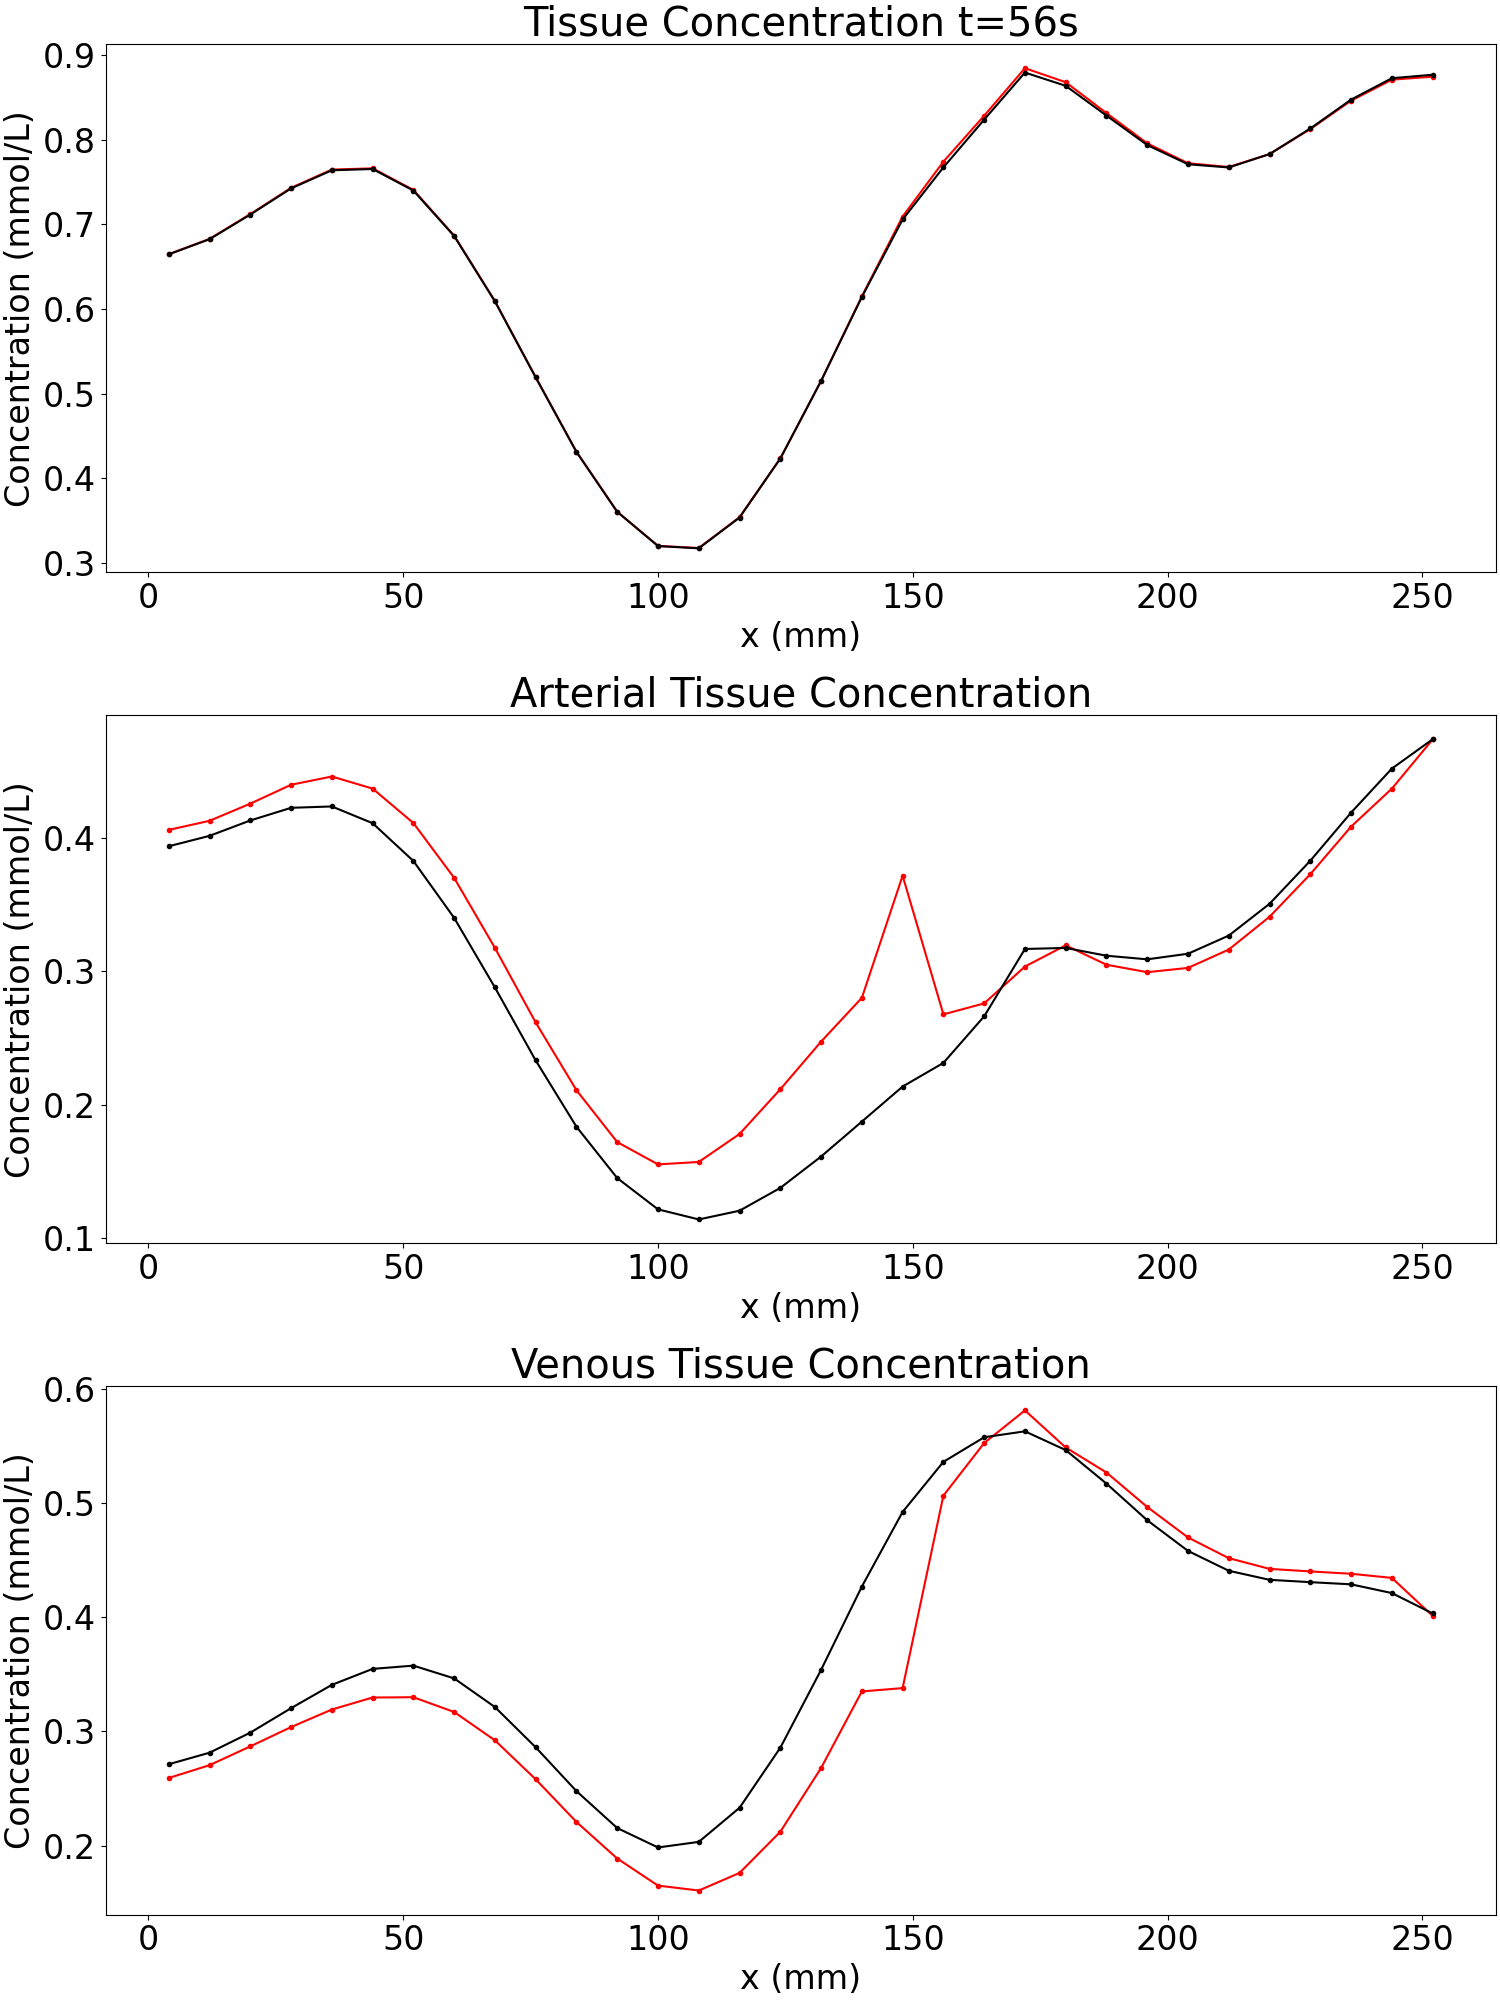 Tissue Concentration t=56s
Concentration (mmol/L)
0.9
0.8
0.7
0.6
0.5
0.4
0.3
0 50 100 150 200 250
x (mm)
Arterial Tissue Concentration
Concentration (mmol/L)
0.4
0.3
0.2
0.1
0 50 100 150 200 250
x (mm)
Venous Tissue Concentration
Concentration (mmol/L)
0.6
0.5
0.4
0.3
0.2
0 50 100 150 200 250
x (mm)